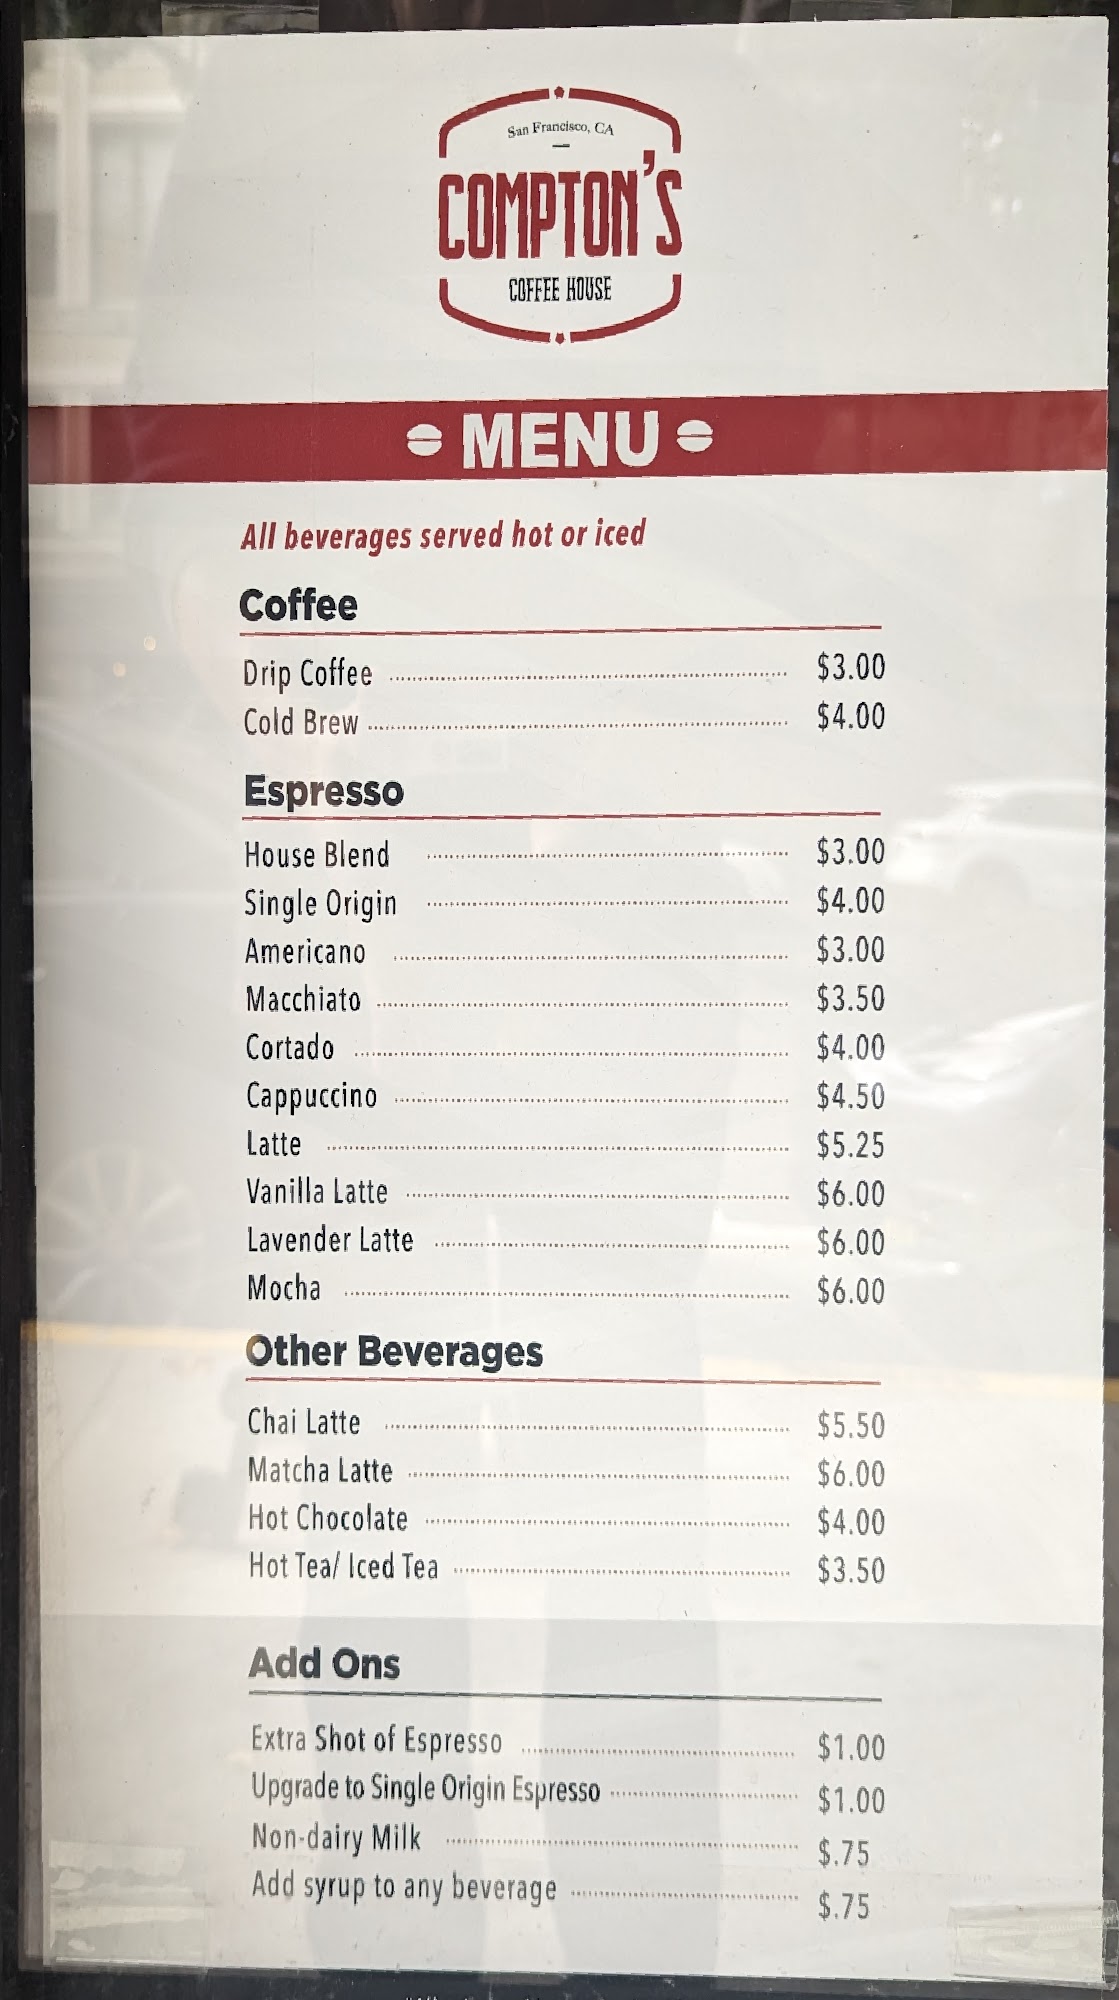 San Francisco, CA
COMPTON'S
COFFEE HOUSE
MENU
All beverages served hot or iced
Coffee
Drip Coffee $3.00
Cold Brew $4.00
Espresso
House Blend $3.00
Single Origin $4.00
Americano $3.00
Macchiato $3.50
Cortado $4.00
Cappuccino $4.50
Latte $5.25
Vanilla Latte $6.00
Lavender Latte $6.00
Mocha $6.00
Other Beverages
Chai Latte $5.50
Matcha Latte $6.00
Hot Chocolate $4.00
Hot Tea/ Iced Tea $3.50
Add Ons
Extra Shot of Espresso $1.00
Upgrade to Single Origin Espresso $1.00
Non-dairy Milk $.75
Add syrup to any beverage $.75